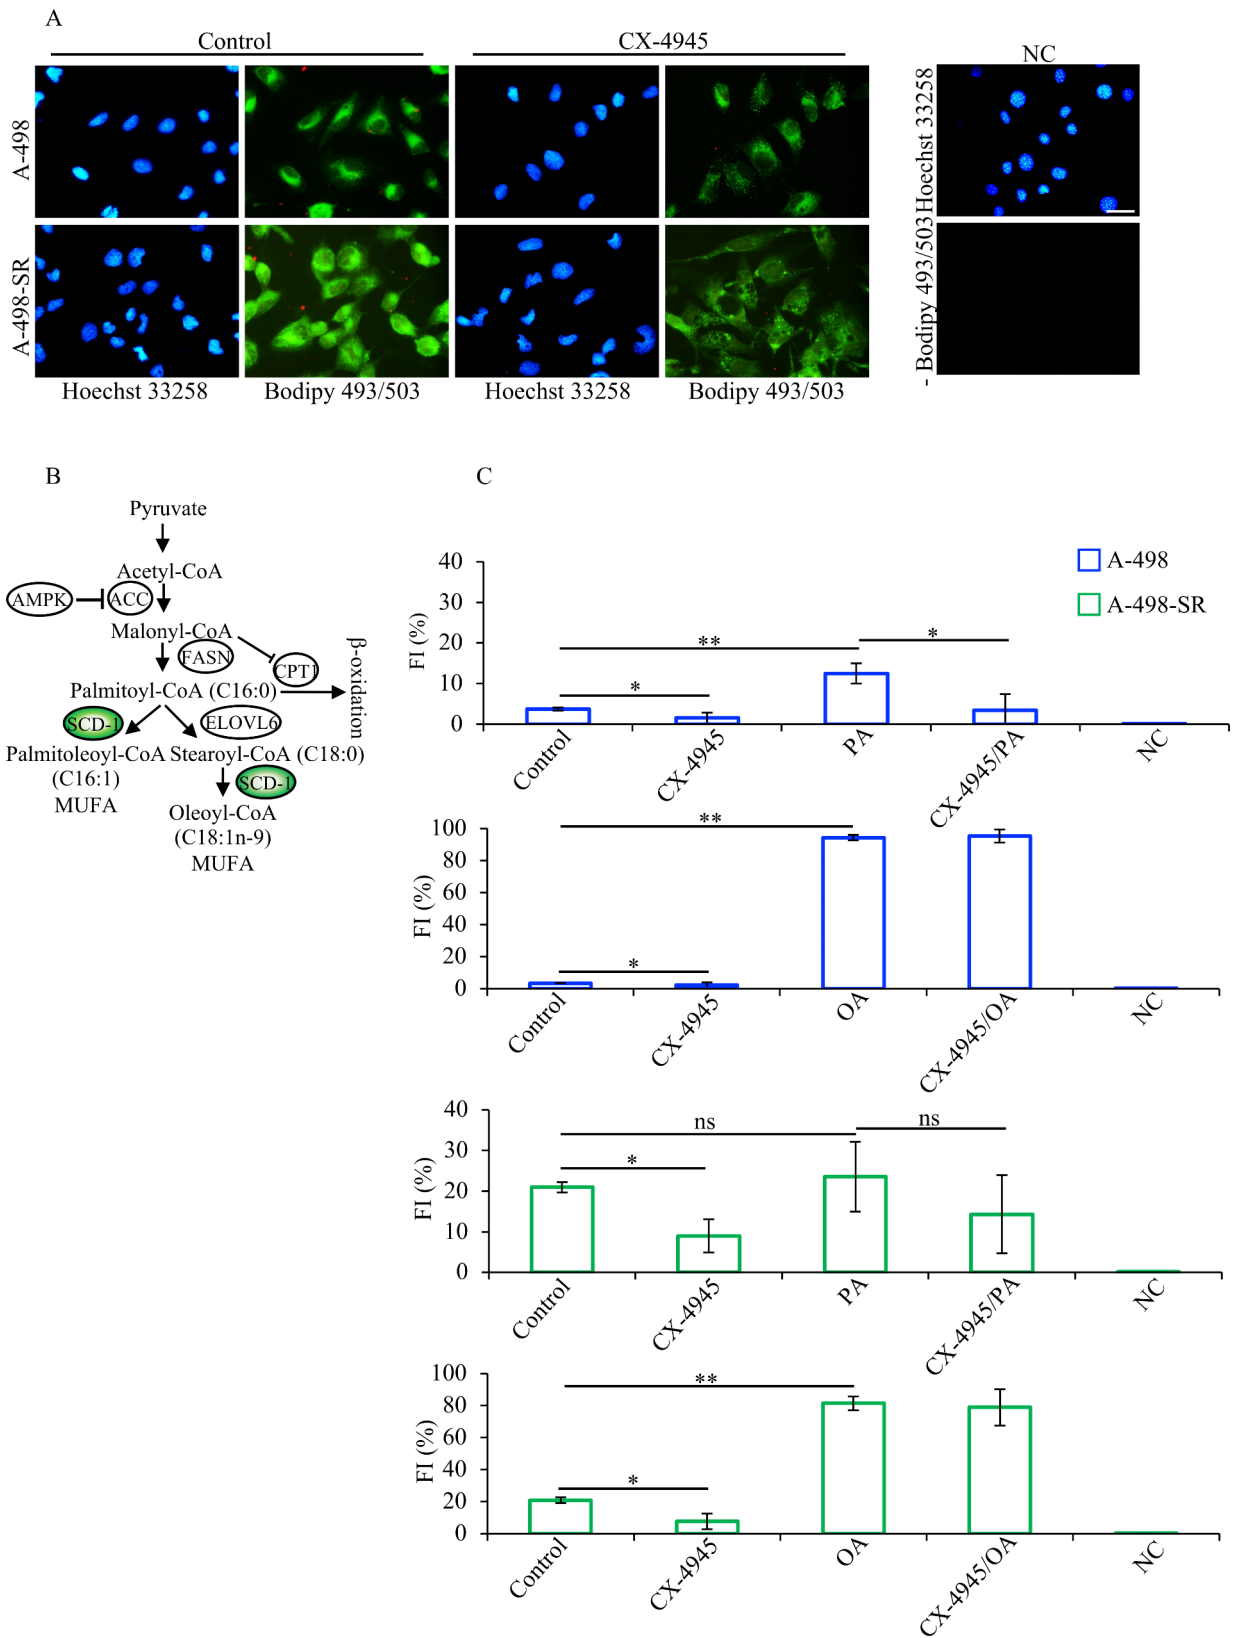 A
Control
CX-4945
NC
A-498
A-498-SR
Hoechst 33258
- Bodipy 493/503
Hoechst 33258
Bodipy 493/503
Hoechst 33258
Bodipy 493/503
B
Pyruvate
Acetyl-CoA
AMPK
ACC
Malonyl-CoA
FASN
CPT1
β-oxidation
Palmitoyl-CoA (C16:0)
SCD-1
ELOVL6
Palmitoleoyl-CoA
Stearoyl-CoA (C18:0)
(C16:1)
MUFA
SCD-1
Oleoyl-CoA
(C18:1n-9)
MUFA
C
A-498
A-498-SR
40
30
20
10
0
FI (%)
*
**
*
Control
CX-4945
PA
CX-4945/PA
NC
100
80
60
40
20
0
FI (%)
*
**
Control
CX-4945
OA
CX-4945/OA
NC
40
30
20
10
0
FI (%)
ns
ns
*
Control
CX-4945
PA
CX-4945/PA
NC
100
80
60
40
20
0
FI (%)
**
*
Control
CX-4945
OA
CX-4945/OA
NC